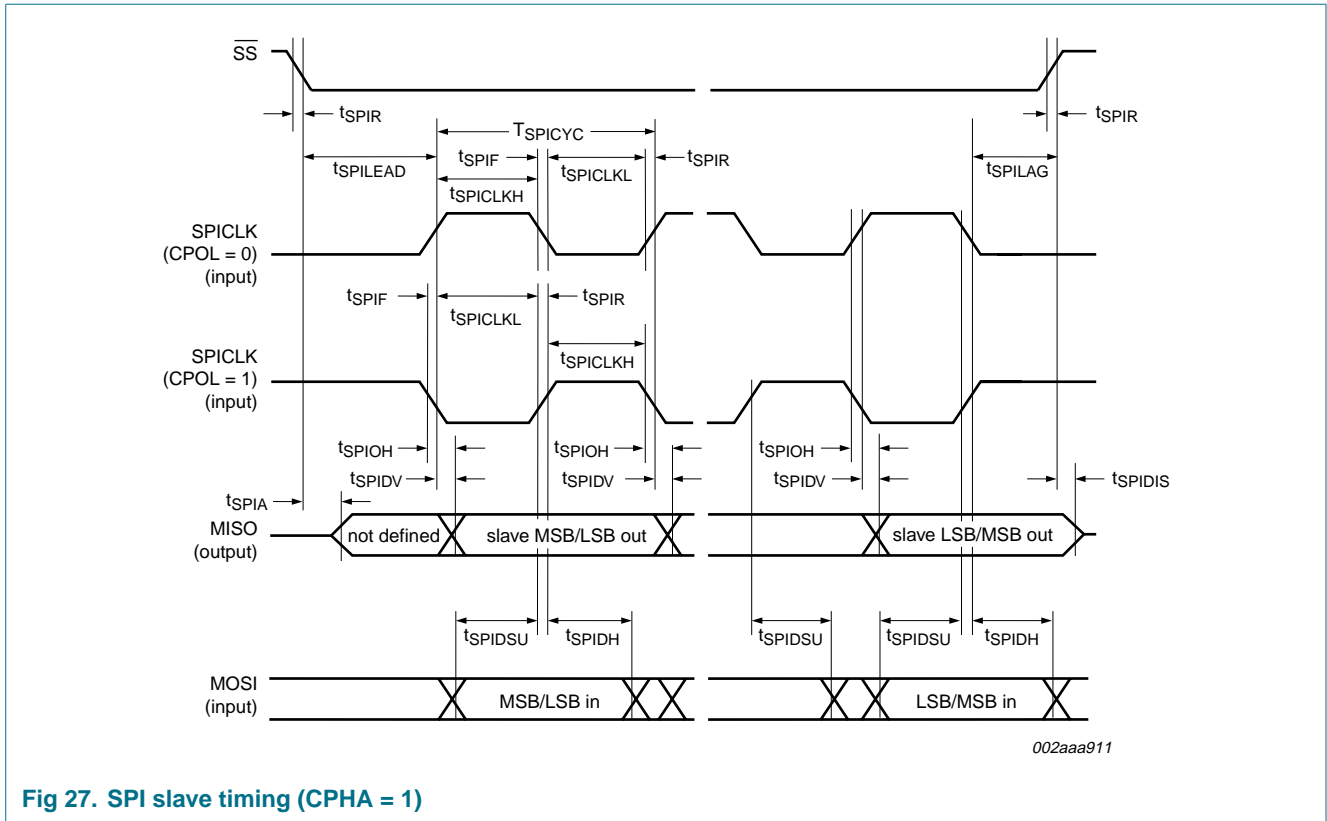 SS
tSPIR
TSPICYC
tSPIR
tSPILEAD
tSPIF
tSPICLKL
tSPIR
tSPILAG
tSPICLKH
SPICLK
(CPOL = 0)
(input)
tSPIF
tSPICLKL
tSPIR
SPICLK
(CPOL = 1)
(input)
tSPICLKH
tSPIOH
tSPIOH
tSPIOH
tSPIDV
tSPIDV
tSPIDV
tSPIDIS
tSPIA
MISO
(output)
not defined
slave MSB/LSB out
slave LSB/MSB out
tSPIDSU
tSPIDH
tSPIDSU
tSPIDSU
tSPIDH
MOSI
(input)
MSB/LSB in
LSB/MSB in
002aaa911
Fig 27. SPI slave timing (CPHA = 1)